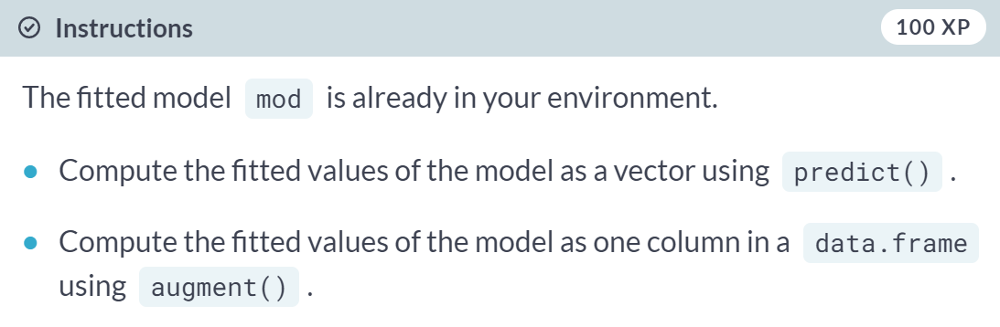 Instructions
100 XP
The fitted model mod is already in your environment.
Compute the fitted values of the model as a vector using predict() .
Compute the fitted values of the model as one column in a data.frame
using augment() .